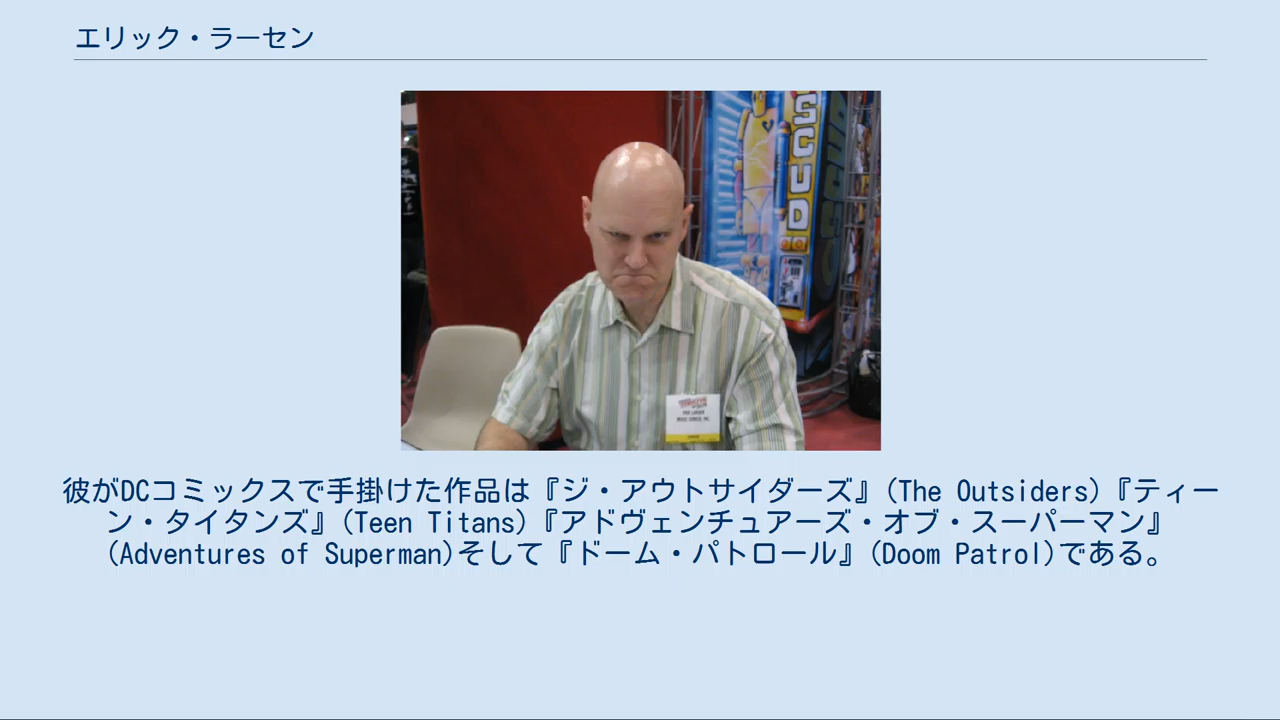 エリック・ラーセン
SCUD
彼がDCコミックスで手掛けた作品は『ジ・アウトサイダーズ』(The Outsiders)『ティー
ン・タイタンズ』(Teen Titans)『アドヴェンチュアーズ・オブ・スーパーマン』
(Adventures of Superman)そして『ドーム・パトロール』(Doom Patrol)である。